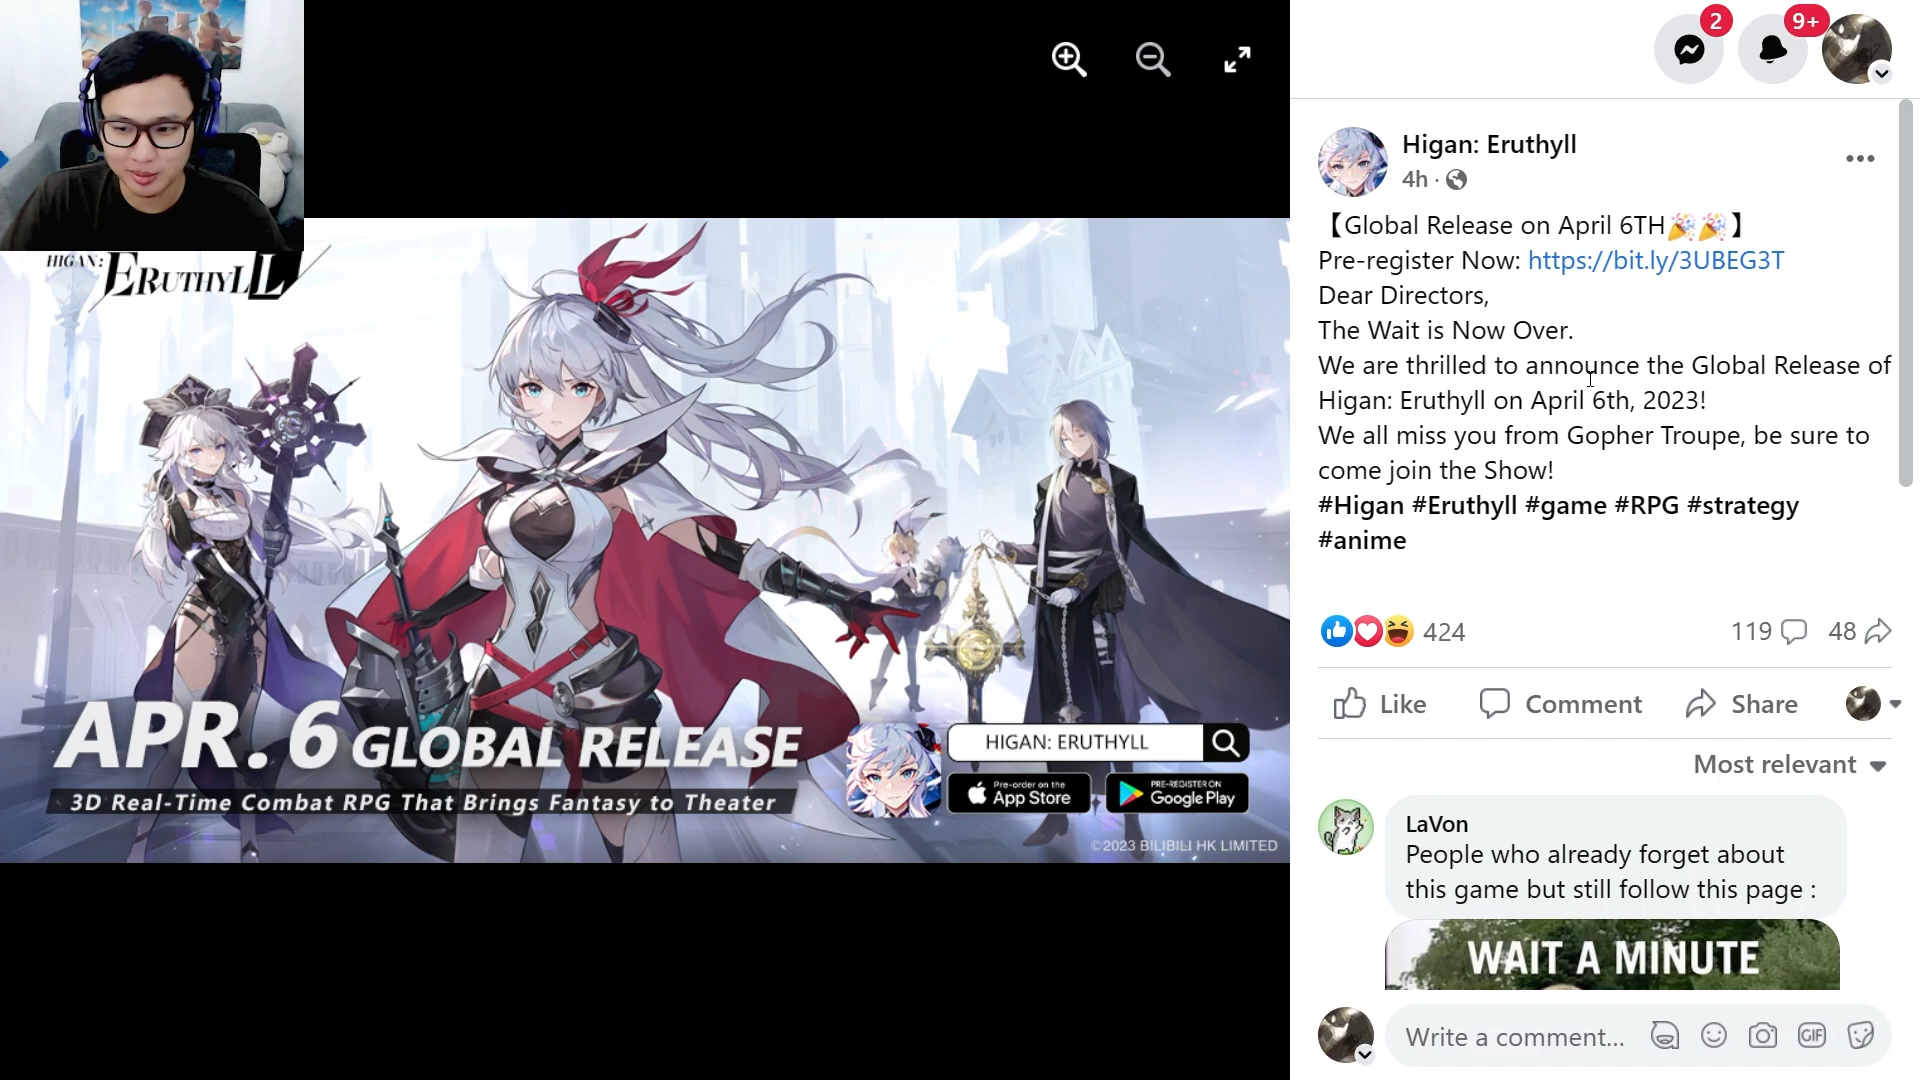 HIGAN:
ERUTHYLL
APR. 6 GLOBAL RELEASE
3D Real-Time Combat RPG That Brings Fantasy to Theater
HIGAN: ERUTHYLL
Pre-order on the
App Store
PRE-REGISTER ON
Google Play
©2023 BILIBILI HK LIMITED
2
9+
Higan: Eruthyll
4h ·
【Global Release on April 6TH🎉🎉】
Pre-register Now: https://bit.ly/3UBEG3T
Dear Directors,
The Wait is Now Over.
We are thrilled to announce the Global Release of
Higan: Eruthyll on April 6th, 2023!
We all miss you from Gopher Troupe, be sure to
come join the Show!
#Higan #Eruthyll #game #RPG #strategy
#anime
424
119
48
Like
Comment
Share
Most relevant
LaVon
People who already forget about
this game but still follow this page :
WAIT A MINUTE
Write a comment...
GIF